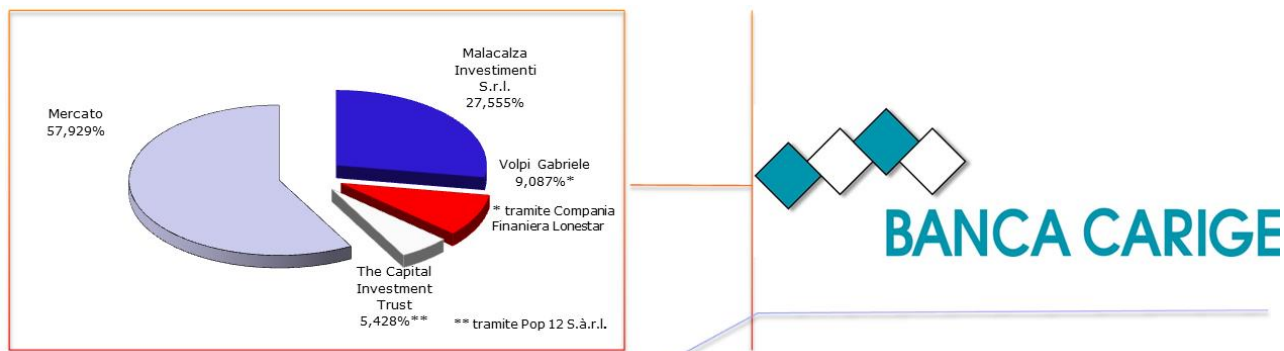 Malacalza
Investimenti
S.r.l.
27,555%
Mercato
57,929%
Volpi Gabriele
9,087%*
* tramite Compania
Finaniera Lonestar
The Capital
Investment
Trust
5,428%**
** tramite Pop 12 S.à.r.l.
BANCA CARIGE